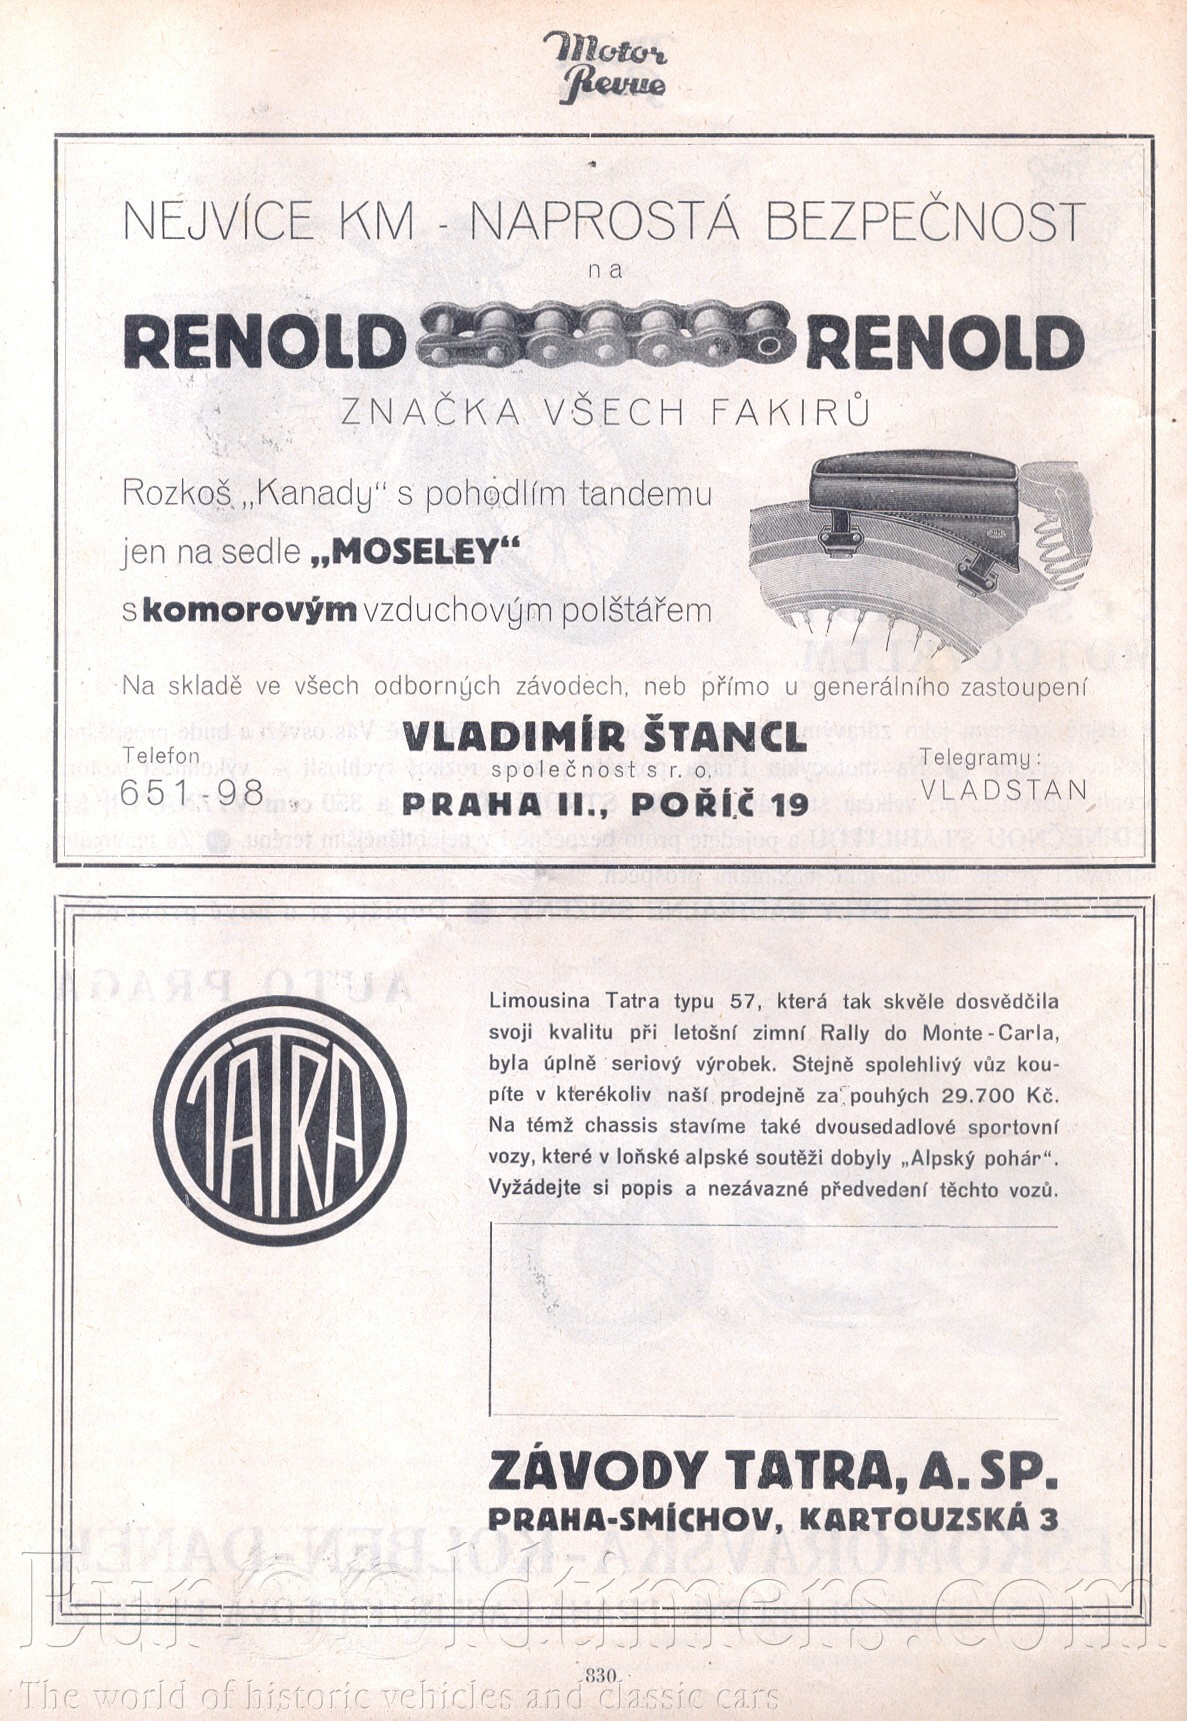 Motor
Revue
NEJVÍCE KM - NAPROSTÁ BEZPEČNOST
na
RENOLD RENOLD
ZNAČKA VŠECH FAKIRŮ
Rozkoš „Kanady“ s pohodlím tandemu
jen na sedle „MOSELEY“
s komorovým vzduchovým polštářem
Na skladě ve všech odborných závodech, neb přímo u generálního zastoupení
VLADIMÍR ŠTANCL
společnost s r. o.
PRAHA II., POŘÍČ 19
Telefon
651-98
Telegramy:
VLADSTAN
TATRA
Limousina Tatra typu 57, která tak skvěle dosvědčila
svoji kvalitu při letošní zimní Rally do Monte-Carla,
byla úplně seriový výrobek. Stejně spolehlivý vůz kou-
píte v kterékoliv naší prodejně za pouhých 29.700 Kč.
Na témž chassis stavíme také dvousedadlové sportovní
vozy, které v loňské alpské soutěži dobyly „Alpský pohár“.
Vyžádejte si popis a nezávazné předvedení těchto vozů.
ZÁVODY TATRA, A. SP.
PRAHA-SMÍCHOV, KARTOUZSKÁ 3
Eurooldtimers.com
830
The world of historic vehicles and classic cars